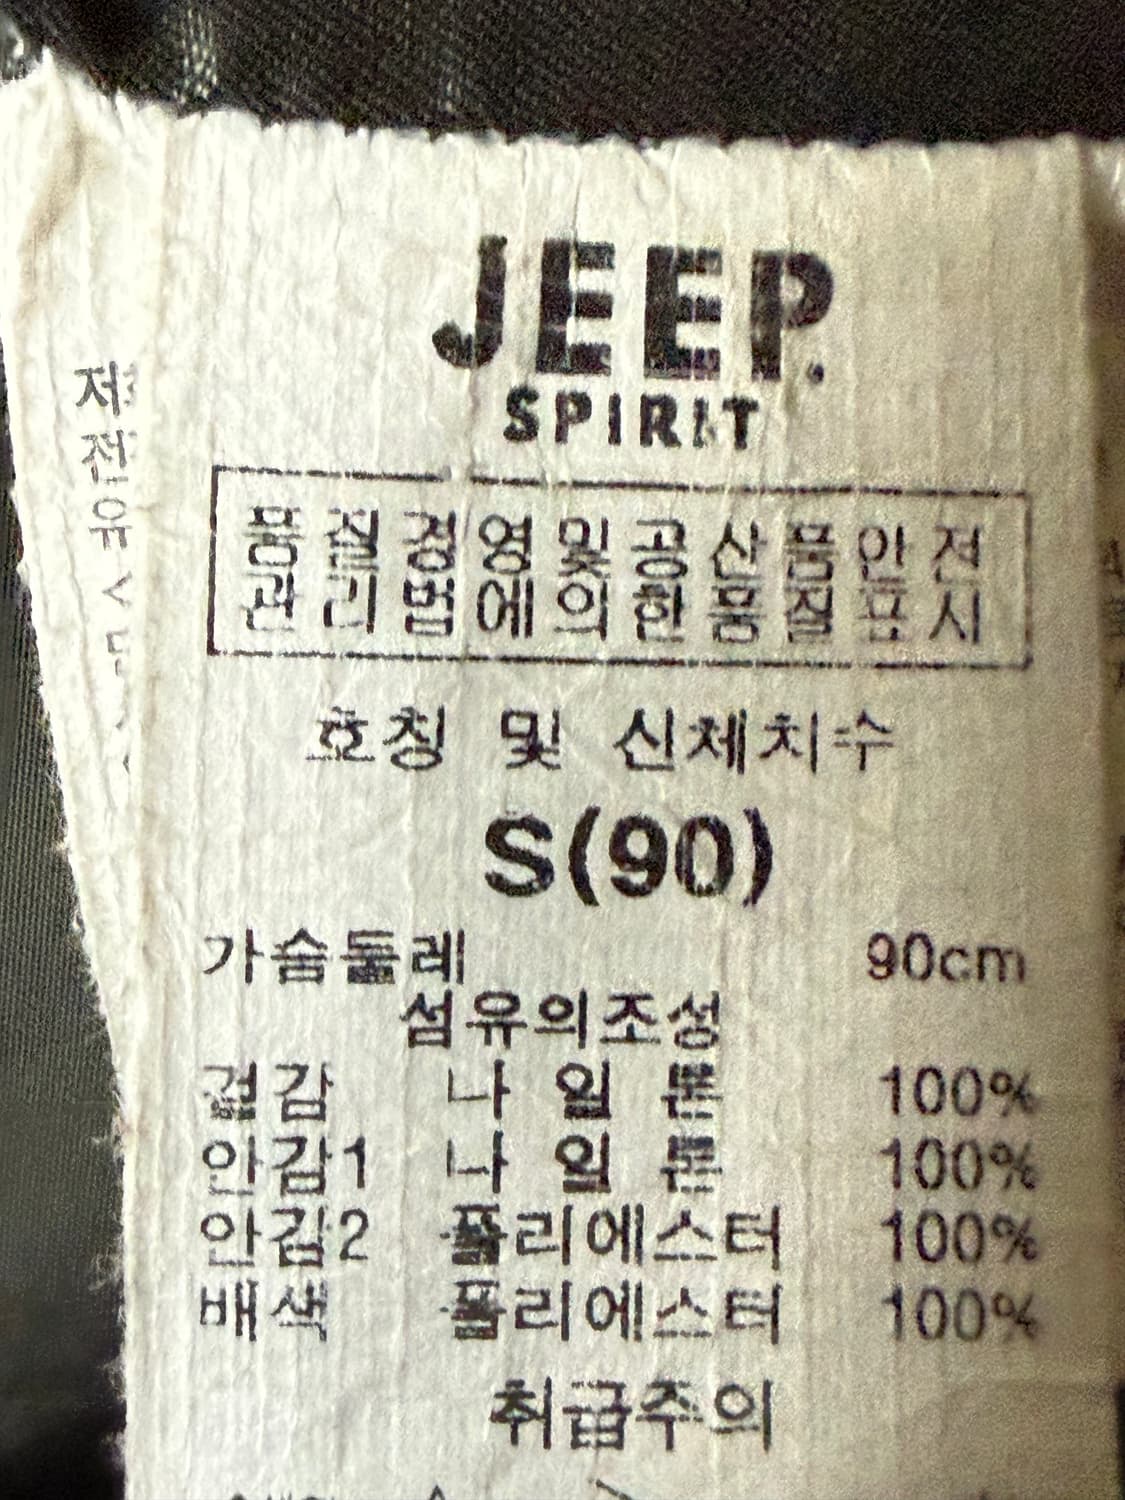 JEEP.
SPIRIT
품질경영및공산품안전
관리법에의한품질표시
호칭 및 신체치수
S(90)
가슴둘레 90cm
섬유의조성
겉감 나 일 론 100%
안감1 나 일 론 100%
안감2 폴리에스터 100%
배색 폴리에스터 100%
취급주의